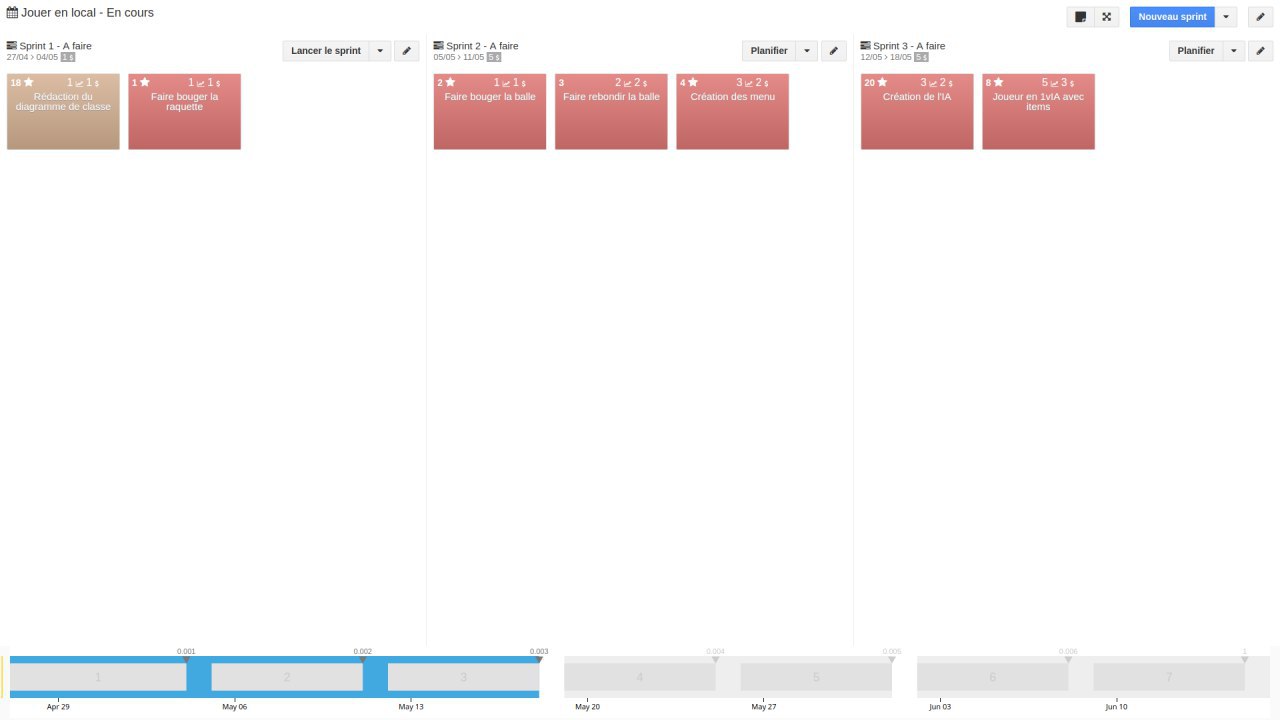 Jouer en local - En cours
Nouveau sprint
Sprint 1 - A faire
27/04 › 04/05 1 $
Lancer le sprint
Sprint 2 - A faire
05/05 › 11/05 5 $
Planifier
Sprint 3 - A faire
12/05 › 18/05 5 $
Planifier
18 1 1 $
Rédaction du
diagramme de classe
1 1 1 $
Faire bouger la
raquette
2 1 1 $
Faire bouger la balle
3 2 2 $
Faire rebondir la balle
4 3 2 $
Création des menu
20 3 2 $
Création de l'IA
8 5 3 $
Joueur en 1vIA avec
items
0.001 0.002 0.003 0.004 0.005 0.006 1
1 2 3 4 5 6 7
Apr 29 May 06 May 13 May 20 May 27 Jun 03 Jun 10